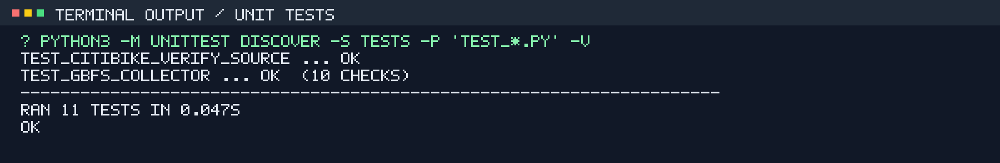 TERMINAL OUTPUT / UNIT TESTS
? PYTHON3 -M UNITTEST DISCOVER -S TESTS -P 'TEST_*.PY' -V
TEST_CITIBIKE_VERIFY_SOURCE ... OK
TEST_GBFS_COLLECTOR ... OK  (10 CHECKS)
----------------------------------------------------------------------
RAN 11 TESTS IN 0.047S
OK